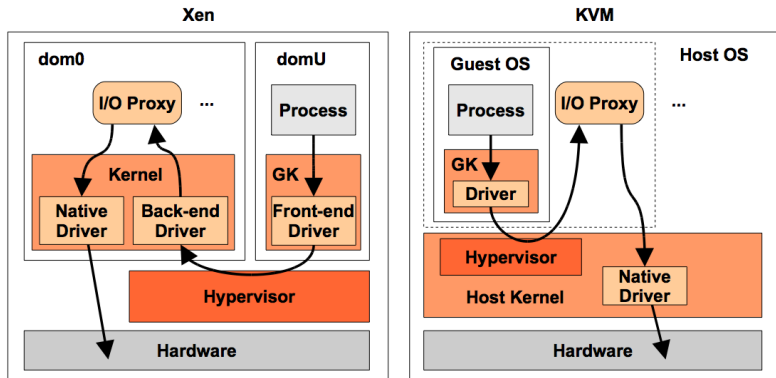 Xen
dom0
I/O Proxy
...
Kernel
Native
Driver
Back-end
Driver
domU
Process
GK
Front-end
Driver
Hypervisor
Hardware
KVM
Host OS
Guest OS
Process
GK
Driver
I/O Proxy
...
Hypervisor
Host Kernel
Native
Driver
Hardware